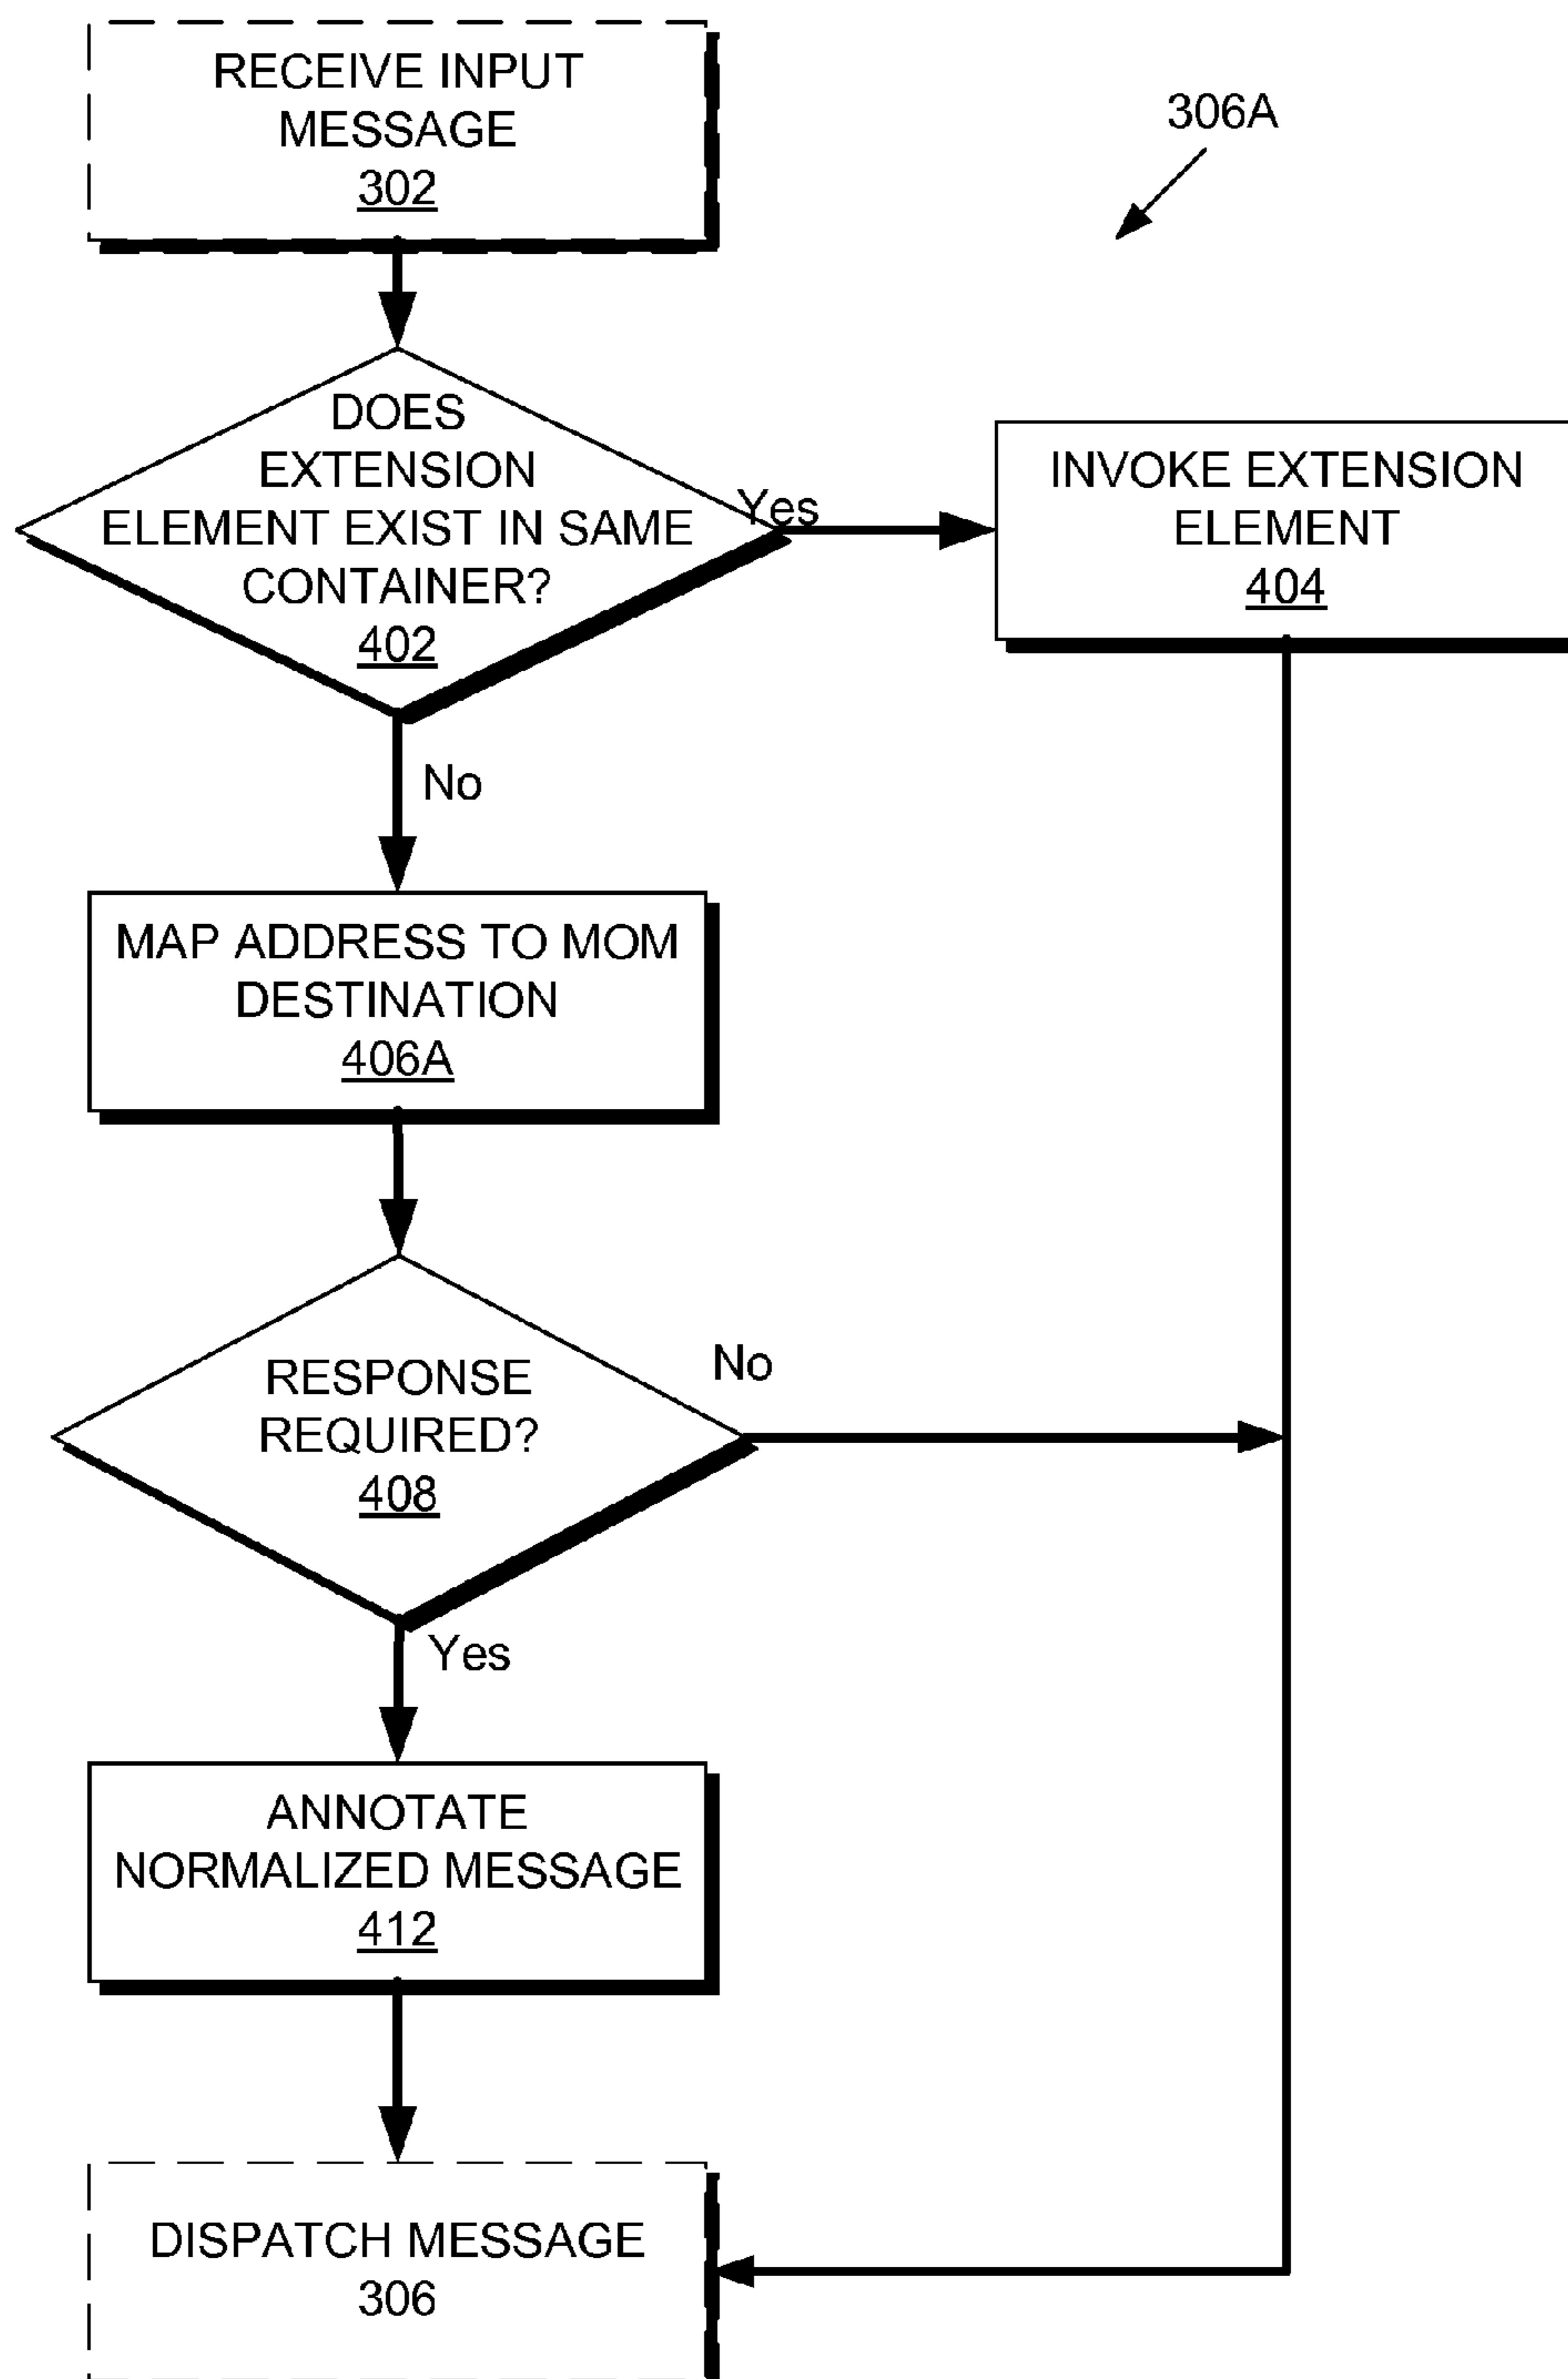 RECEIVE INPUT
MESSAGE
302
306A
DOES
EXTENSION
ELEMENT EXIST IN SAME
CONTAINER?
402
Yes
INVOKE EXTENSION
ELEMENT
404
No
MAP ADDRESS TO MOM
DESTINATION
406A
RESPONSE
REQUIRED?
408
No
Yes
ANNOTATE
NORMALIZED MESSAGE
412
DISPATCH MESSAGE
306